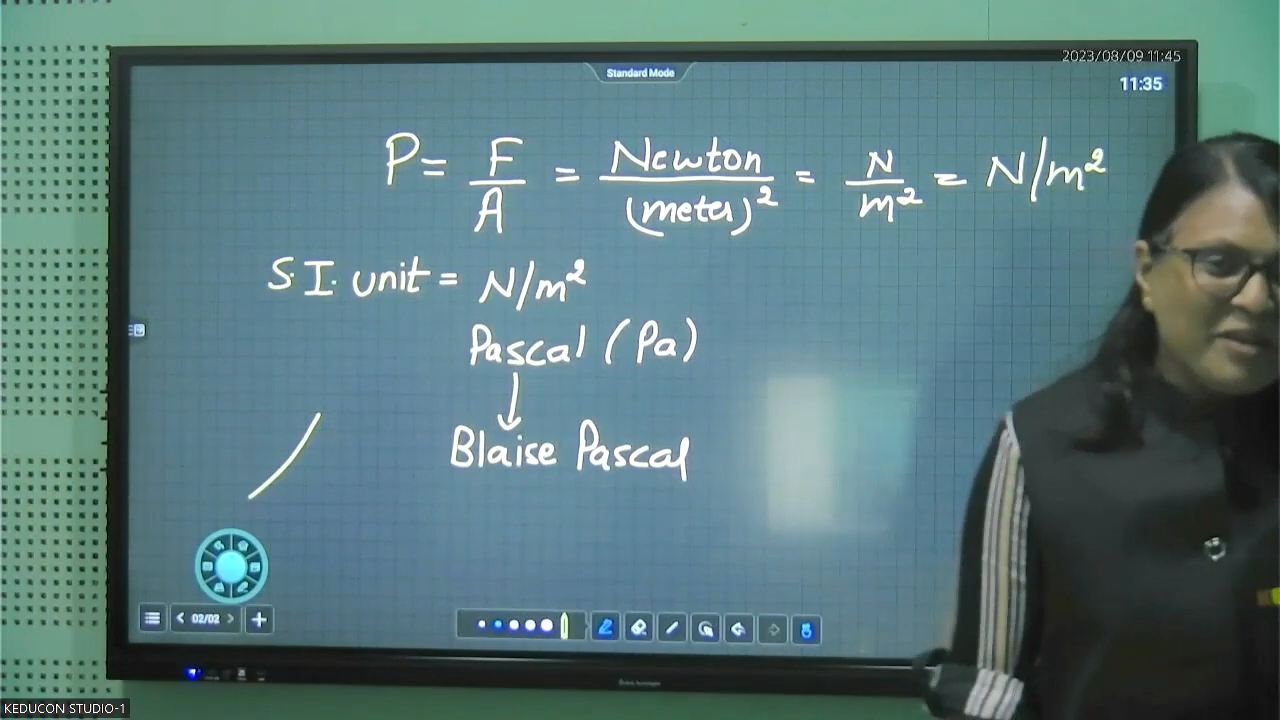 2023/08/09 11:45
Standard Mode
11:35
P = F/A = Newton/(meter)² = N/m² = N/m²
S.I. unit = N/m²
Pascal (Pa)
↓
Blaise Pascal
02/02
KEDUCON STUDIO-1